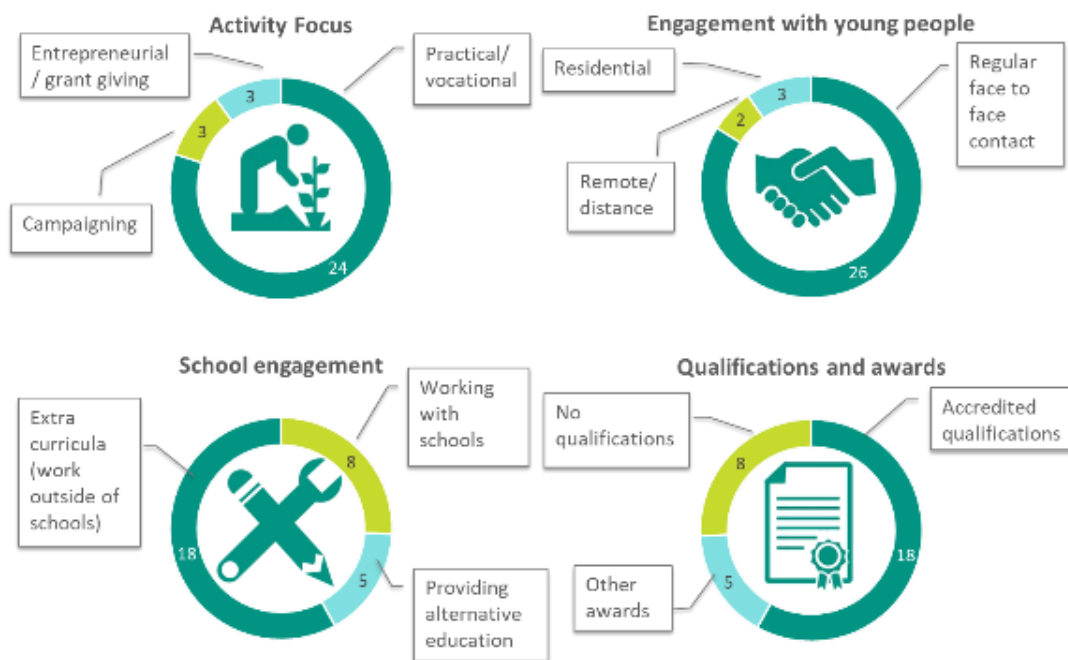 Activity Focus
Entrepreneurial
/ grant giving
Practical/
vocational
3
3
Campaigning
24
Engagement with young people
Residential
Regular
face to
face
contact
3
2
Remote/
distance
26
School engagement
Extra
curricula
(work
outside of
schools)
Working
with
schools
8
18
5
Providing
alternative
education
Qualifications and awards
No
qualifications
Accredited
qualifications
8
18
5
Other
awards